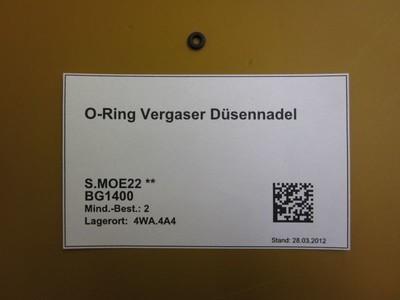 O-Ring Vergaser Düsennadel
S.MOE22 **
BG1400
Mind.-Best.: 2
Lagerort: 4WA.4A4
Stand: 28.03.2012